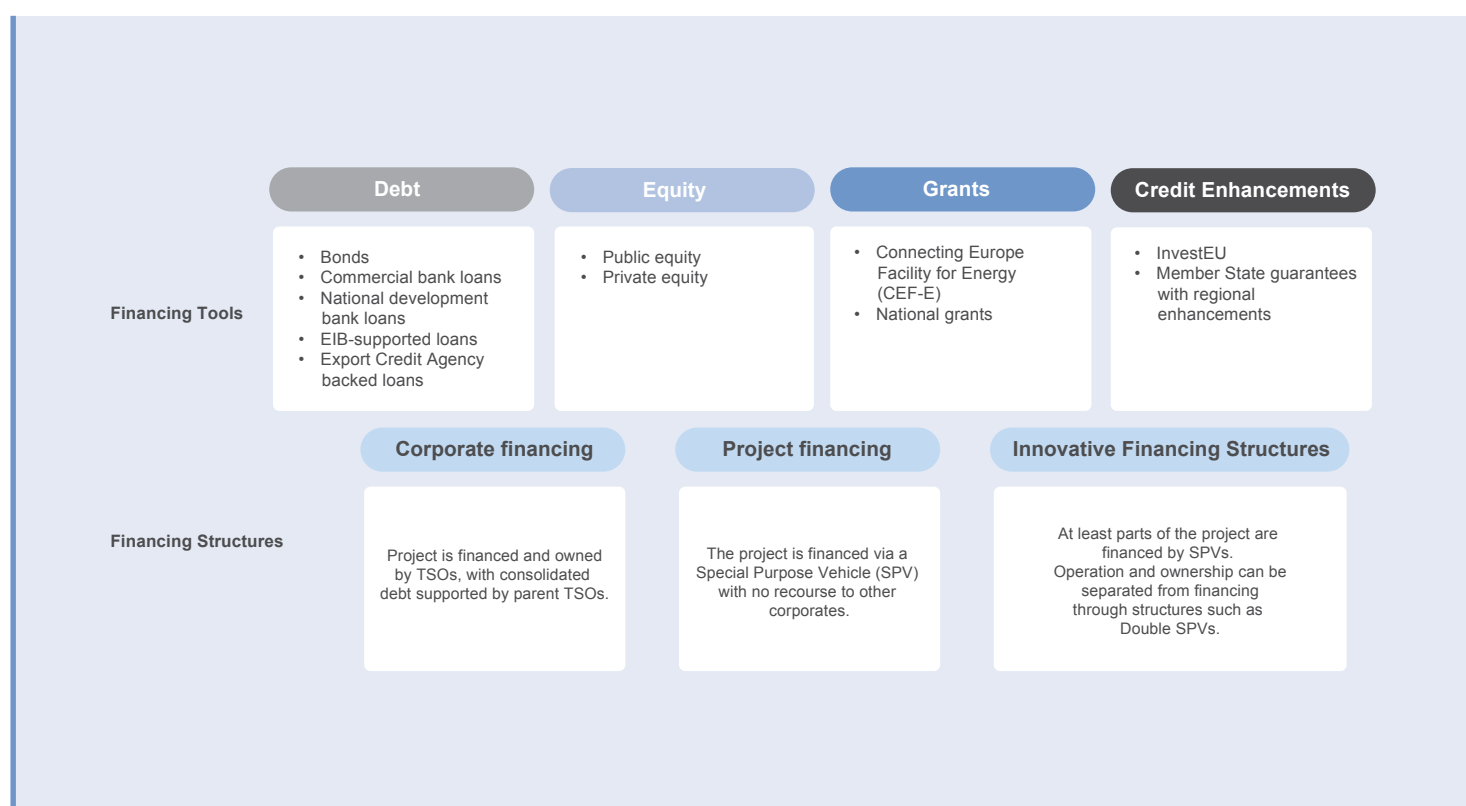 Debt
Equity
Grants
Credit Enhancements
Financing Tools
• Bonds
• Commercial bank loans
• National development
bank loans
• EIB-supported loans
• Export Credit Agency
backed loans
• Public equity
• Private equity
• Connecting Europe
Facility for Energy
(CEF-E)
• National grants
• InvestEU
• Member State guarantees
with regional
enhancements
Corporate financing
Project financing
Innovative Financing Structures
Financing Structures
Project is financed and owned
by TSOs, with consolidated
debt supported by parent TSOs.
The project is financed via a
Special Purpose Vehicle (SPV)
with no recourse to other
corporates.
At least parts of the project are
financed by SPVs.
Operation and ownership can be
separated from financing
through structures such as
Double SPVs.